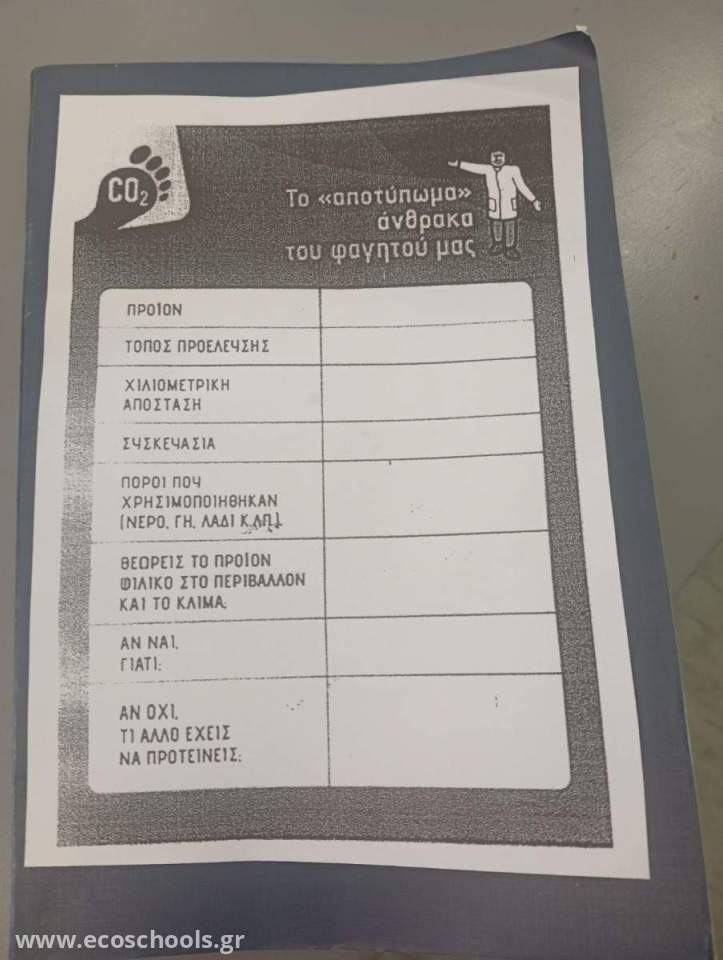 CO2
Το «αποτύπωμα»
άνθρακα
του φαγητού μας
ΠΡΟΪΟΝ
ΤΟΠΟΣ ΠΡΟΕΛΕΥΣΗΣ
ΧΙΛΙΟΜΕΤΡΙΚΗ
ΑΠΟΣΤΑΣΗ
ΣΥΣΚΕΥΑΣΙΑ
ΠΟΡΟΙ ΠΟΥ
ΧΡΗΣΙΜΟΠΟΙΗΘΗΚΑΝ
(ΝΕΡΟ, ΓΗ, ΛΑΔΙ Κ.ΛΠ.).
ΘΕΩΡΕΙΣ ΤΟ ΠΡΟΪΟΝ
ΦΙΛΙΚΟ ΣΤΟ ΠΕΡΙΒΑΛΛΟΝ
ΚΑΙ ΤΟ ΚΛΙΜΑ;
ΑΝ ΝΑΙ,
ΓΙΑΤΙ;
ΑΝ ΟΧΙ,
ΤΙ ΑΛΛΟ ΕΧΕΙΣ
ΝΑ ΠΡΟΤΕΙΝΕΙΣ;
www.ecoschools.gr